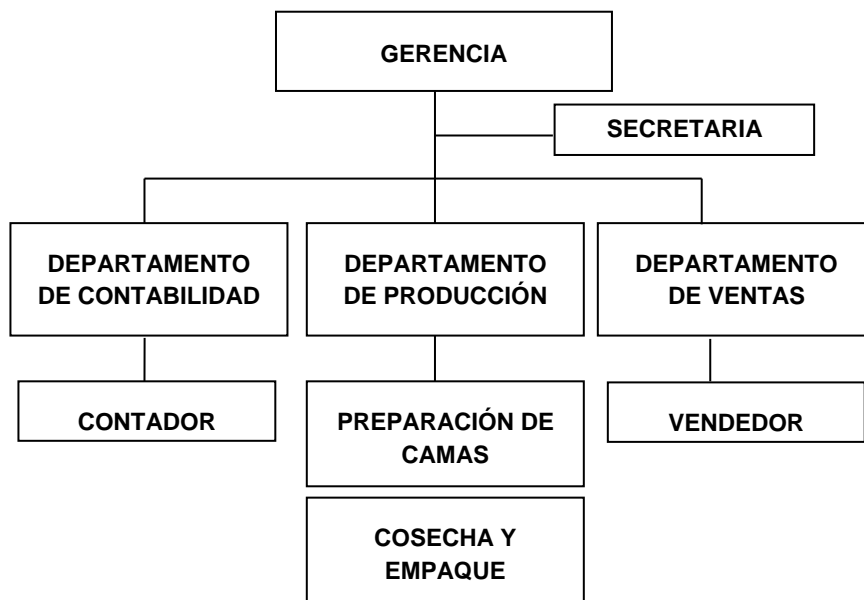 GERENCIA
SECRETARIA
DEPARTAMENTO
DE CONTABILIDAD
DEPARTAMENTO
DE PRODUCCIÓN
DEPARTAMENTO
DE VENTAS
CONTADOR
PREPARACIÓN DE
CAMAS
VENDEDOR
COSECHA Y
EMPAQUE